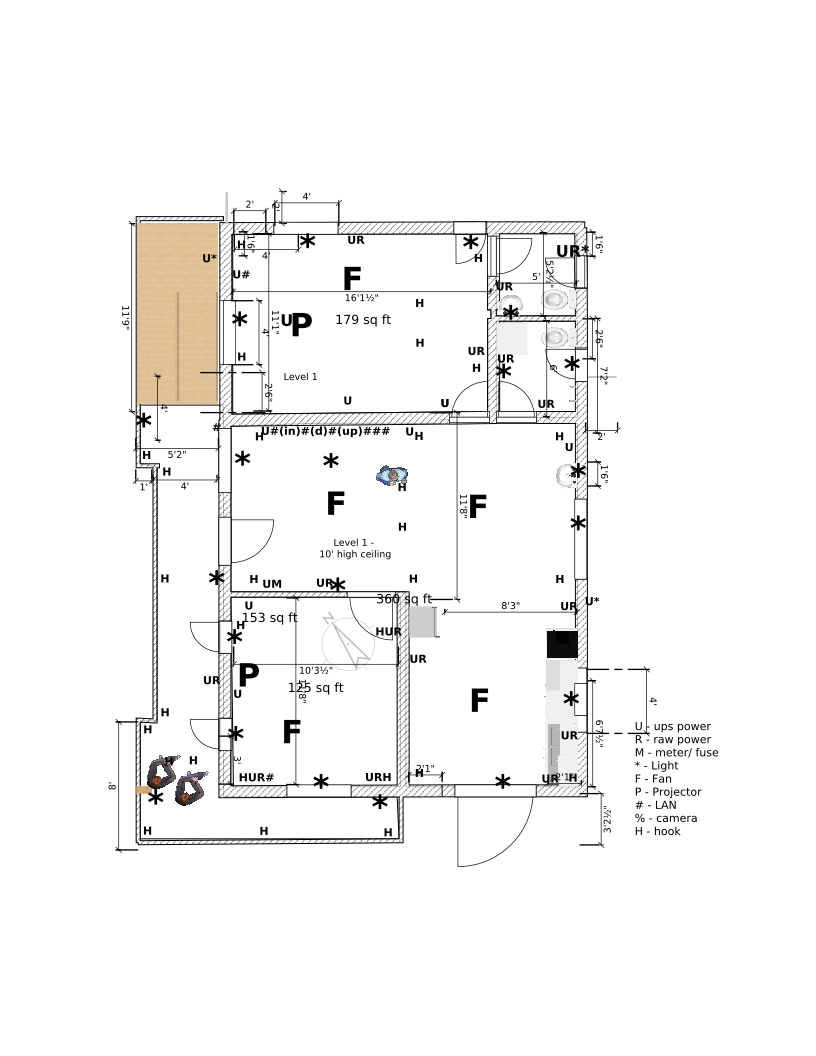 2'
4'
2'
H
1'6"
4'
UR
H
UR*
1'6"
U*
U#
F
5'2½"
5'
UR
16'1½"
H
11'9"
11'1"
4'
UP
179 sq ft
H
H
UR
H
UR
6'
2'6"
7'2"
Level 1
2'6"
4'
U
U
UR
#
U#(in)#(d)#(up)###
H
U
H
H
U
2'
H
5'2"
H
1'
4'
H
1'6"
F
F
11'8"
H
Level 1 -
10' high ceiling
H
H
UM
UR
H
H
360 sq ft
U
8'3"
UR
U*
153 sq ft
H
HUR
UR
10'3½"
P
UR
U
125 sq ft
F
4'
H
H
F
UR
6'7½"
3'
H
H
8'
HUR#
URH
2'1"
H
UR
H
2'1"
H
H
H
3'2½"
U - ups power
R - raw power
M - meter/ fuse
* - Light
F - Fan
P - Projector
# - LAN
% - camera
H - hook